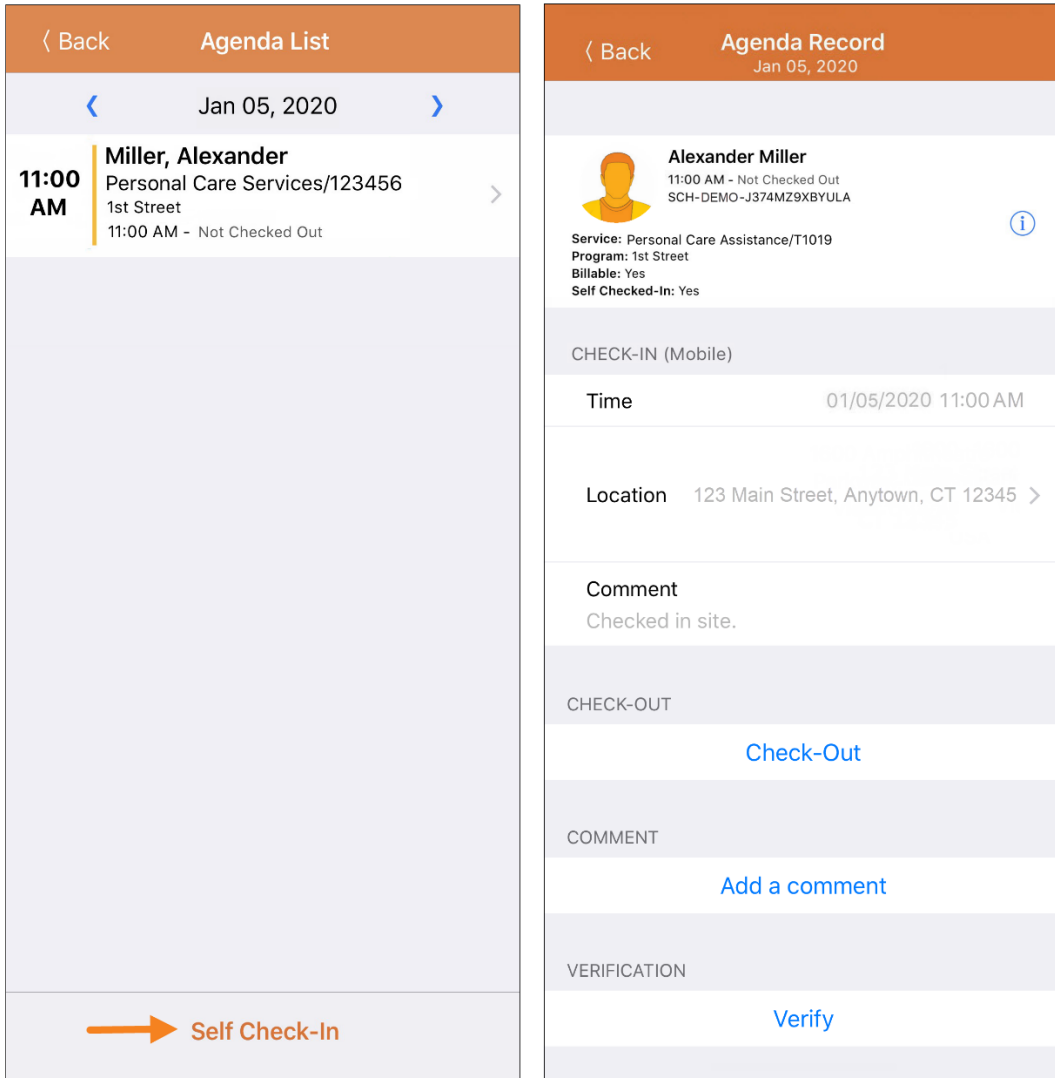 〈 Back Agenda List
❮ Jan 05, 2020 ❯
11:00
AM
Miller, Alexander
Personal Care Services/123456
1st Street
11:00 AM - Not Checked Out
Self Check-In
〈 Back Agenda Record
Jan 05, 2020
Alexander Miller
11:00 AM - Not Checked Out
SCH-DEMO-J374MZ9XBYULA
i
Service: Personal Care Assistance/T1019
Program: 1st Street
Billable: Yes
Self Checked-In: Yes
CHECK-IN (Mobile)
Time 01/05/2020 11:00 AM
Location 123 Main Street, Anytown, CT 12345
Comment
Checked in site.
CHECK-OUT
Check-Out
COMMENT
Add a comment
VERIFICATION
Verify